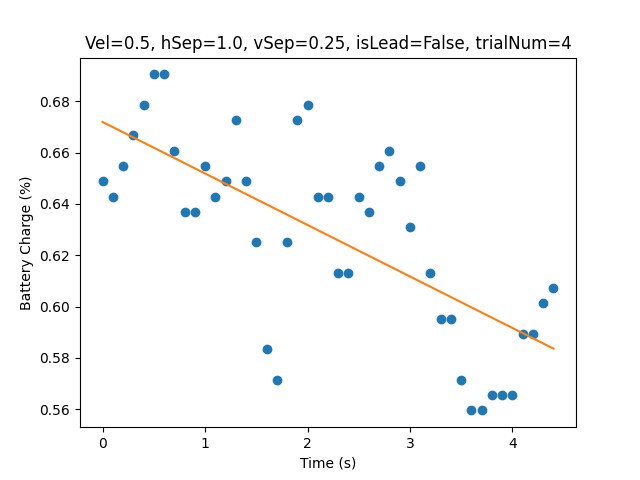 Vel=0.5, hSep=1.0, vSep=0.25, isLead=False, trialNum=4
Battery Charge (%)
0.68
0.66
0.64
0.62
0.60
0.58
0.56
0 1 2 3 4
Time (s)